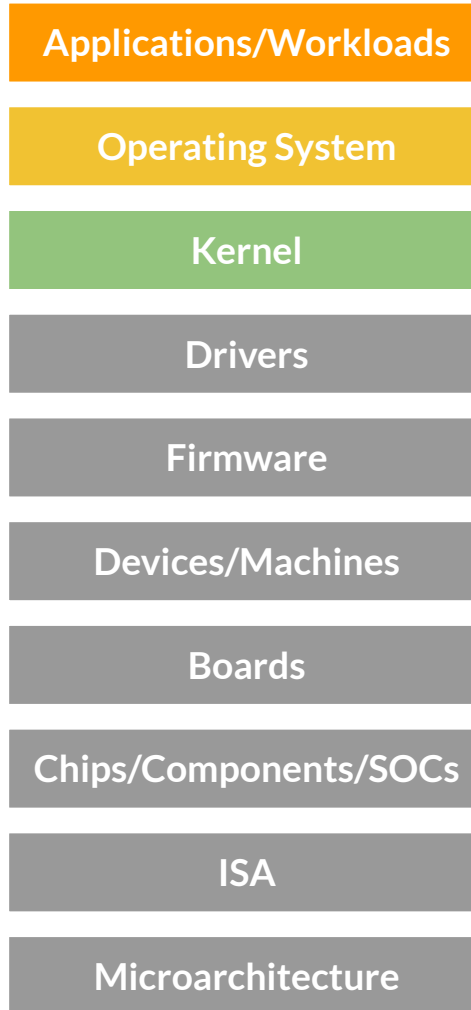 Applications/Workloads
Operating System
Kernel
Drivers
Firmware
Devices/Machines
Boards
Chips/Components/SOCs
ISA
Microarchitecture